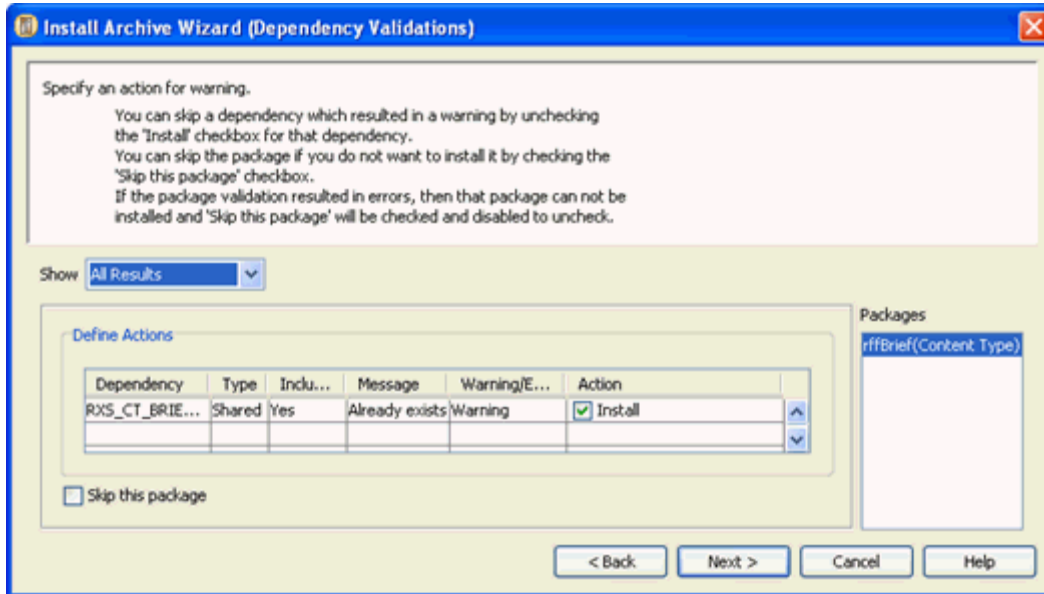 Install Archive Wizard (Dependency Validations)
Specify an action for warning.
You can skip a dependency which resulted in a warning by unchecking
the 'Install' checkbox for that dependency.
You can skip the package if you do not want to install it by checking the
'Skip this package' checkbox.
If the package validation resulted in errors, then that package can not be
installed and 'Skip this package' will be checked and disabled to uncheck.
Show All Results
Packages
Define Actions
rffBrief(Content Type)
Dependency Type Inclu... Message Warning/E... Action
RXS_CT_BRIE... Shared Yes Already exists Warning Install
Skip this package
< Back Next > Cancel Help